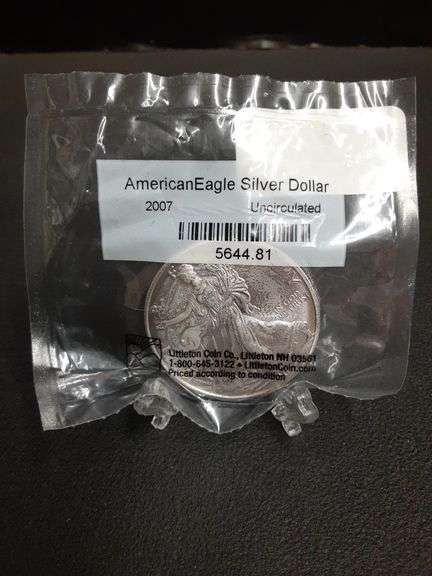 AmericanEagle Silver Dollar
2007 Uncirculated
5644.81
Littleton Coin Co., Littleton NH 03561
1-800-645-3122 • LittletonCoin.com
Priced according to condition